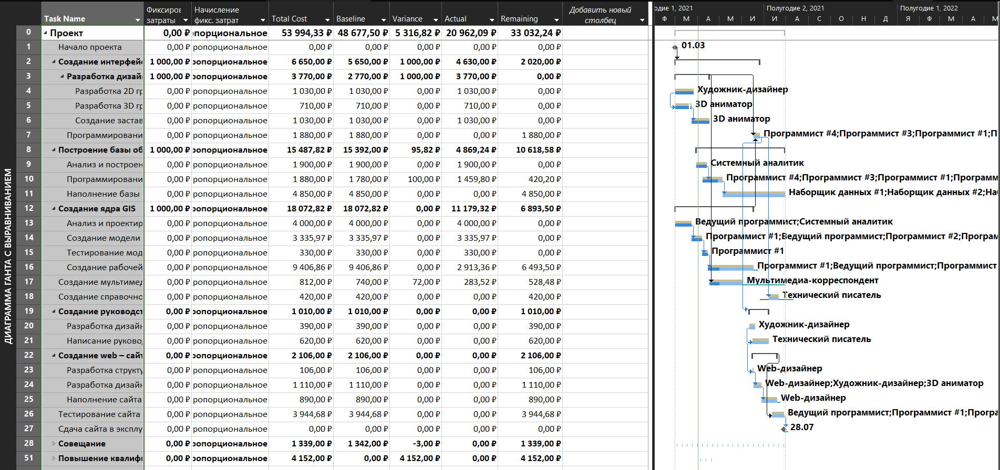 ДИАГРАММА ГАНТА С ВЫРАВНИВАНИЕМ
Task Name Фиксиров затраты Начисление фикс. затрат Total Cost Baseline Variance Actual Remaining Добавить новый столбец
одие 1, 2021 Полугодие 2, 2021 Полугодие 1, 2022
Ф М А М И И А С О Н Д Я Ф М А М
0 Проект 0,00 ₽ опорциональное 53 994,33 ₽ 48 677,50 ₽ 5 316,82 ₽ 20 962,09 ₽ 33 032,24 ₽
1 Начало проекта 0,00 ₽ ропорциональное 0,00 ₽ 0,00 ₽ 0,00 ₽ 0,00 ₽ 0,00 ₽ 01.03
2 Создание интерфейс 1 000,00 ₽ ропорциональное 6 650,00 ₽ 5 650,00 ₽ 1 000,00 ₽ 4 630,00 ₽ 2 020,00 ₽
3 Разработка дизай 1 000,00 ₽ ропорциональное 3 770,00 ₽ 2 770,00 ₽ 1 000,00 ₽ 3 770,00 ₽ 0,00 ₽
4 Разработка 2D гр 0,00 ₽ ропорциональное 1 030,00 ₽ 1 030,00 ₽ 0,00 ₽ 1 030,00 ₽ 0,00 ₽ Художник-дизайнер
5 Разработка 3D гр 0,00 ₽ ропорциональное 710,00 ₽ 710,00 ₽ 0,00 ₽ 710,00 ₽ 0,00 ₽ 3D аниматор
6 Создание застав 0,00 ₽ ропорциональное 1 030,00 ₽ 1 030,00 ₽ 0,00 ₽ 1 030,00 ₽ 0,00 ₽ 3D аниматор
7 Программировани 0,00 ₽ ропорциональное 1 880,00 ₽ 1 880,00 ₽ 0,00 ₽ 0,00 ₽ 1 880,00 ₽ Программист #4;Программист #3;Программист #1;П
8 Построение базы об 1 000,00 ₽ ропорциональное 15 487,82 ₽ 15 392,00 ₽ 95,82 ₽ 4 869,24 ₽ 10 618,58 ₽
9 Анализ и построен 0,00 ₽ ропорциональное 1 900,00 ₽ 1 900,00 ₽ 0,00 ₽ 1 900,00 ₽ 0,00 ₽ Системный аналитик
10 Программировани 0,00 ₽ ропорциональное 1 880,00 ₽ 1 780,00 ₽ 100,00 ₽ 1 459,80 ₽ 420,20 ₽ Программист #4;Программист #3;Программист #1;Программ
11 Наполнение базы 0,00 ₽ ропорциональное 4 850,00 ₽ 4 850,00 ₽ 0,00 ₽ 0,00 ₽ 4 850,00 ₽ Наборщик данных #1;Наборщик данных #2;На
12 Создание ядра GIS 1 000,00 ₽ ропорциональное 18 072,82 ₽ 18 072,82 ₽ 0,00 ₽ 11 179,32 ₽ 6 893,50 ₽
13 Анализ и проектир 0,00 ₽ ропорциональное 4 000,00 ₽ 4 000,00 ₽ 0,00 ₽ 4 000,00 ₽ 0,00 ₽ Ведущий программист;Системный аналитик
14 Создание модели 0,00 ₽ ропорциональное 3 335,97 ₽ 3 335,97 ₽ 0,00 ₽ 3 335,97 ₽ 0,00 ₽ Программист #1;Ведущий программист;Программист #2;Програм
15 Тестирование мод 0,00 ₽ ропорциональное 330,00 ₽ 330,00 ₽ 0,00 ₽ 330,00 ₽ 0,00 ₽ Программист #1
16 Создание рабочей 0,00 ₽ ропорциональное 9 406,86 ₽ 9 406,86 ₽ 0,00 ₽ 2 913,36 ₽ 6 493,50 ₽ Программист #1;Ведущий программист;Программист
17 Создание мультимед 0,00 ₽ ропорциональное 812,00 ₽ 740,00 ₽ 72,00 ₽ 283,52 ₽ 528,48 ₽ Мультимедиа-корреспондент
18 Создание справочно 0,00 ₽ ропорциональное 420,00 ₽ 420,00 ₽ 0,00 ₽ 0,00 ₽ 420,00 ₽ Технический писатель
19 Создание руководст 0,00 ₽ ропорциональное 1 010,00 ₽ 1 010,00 ₽ 0,00 ₽ 0,00 ₽ 1 010,00 ₽
20 Разработка дизайн 0,00 ₽ ропорциональное 390,00 ₽ 390,00 ₽ 0,00 ₽ 0,00 ₽ 390,00 ₽ Художник-дизайнер
21 Написание руково 0,00 ₽ ропорциональное 620,00 ₽ 620,00 ₽ 0,00 ₽ 0,00 ₽ 620,00 ₽ Технический писатель
22 Создание web – сайт 0,00 ₽ ропорциональное 2 106,00 ₽ 2 106,00 ₽ 0,00 ₽ 0,00 ₽ 2 106,00 ₽
23 Разработка структу 0,00 ₽ ропорциональное 106,00 ₽ 106,00 ₽ 0,00 ₽ 0,00 ₽ 106,00 ₽ Web-дизайнер
24 Разработка дизайн 0,00 ₽ ропорциональное 1 110,00 ₽ 1 110,00 ₽ 0,00 ₽ 0,00 ₽ 1 110,00 ₽ Web-дизайнер;Художник-дизайнер;3D аниматор
25 Наполнение сайта 0,00 ₽ ропорциональное 890,00 ₽ 890,00 ₽ 0,00 ₽ 0,00 ₽ 890,00 ₽ Web-дизайнер
26 Тестирование сайта 0,00 ₽ ропорциональное 3 944,68 ₽ 3 944,68 ₽ 0,00 ₽ 0,00 ₽ 3 944,68 ₽ Ведущий программист;Программист #1;Програ
27 Сдача сайта в эксплу 0,00 ₽ ропорциональное 0,00 ₽ 0,00 ₽ 0,00 ₽ 0,00 ₽ 0,00 ₽ 28.07
28 Совещание 0,00 ₽ ропорциональное 1 339,00 ₽ 1 342,00 ₽ -3,00 ₽ 0,00 ₽ 1 339,00 ₽
51 Повышение квалиф 0,00 ₽ ропорциональное 4 152,00 ₽ 0,00 ₽ 4 152,00 ₽ 0,00 ₽ 4 152,00 ₽